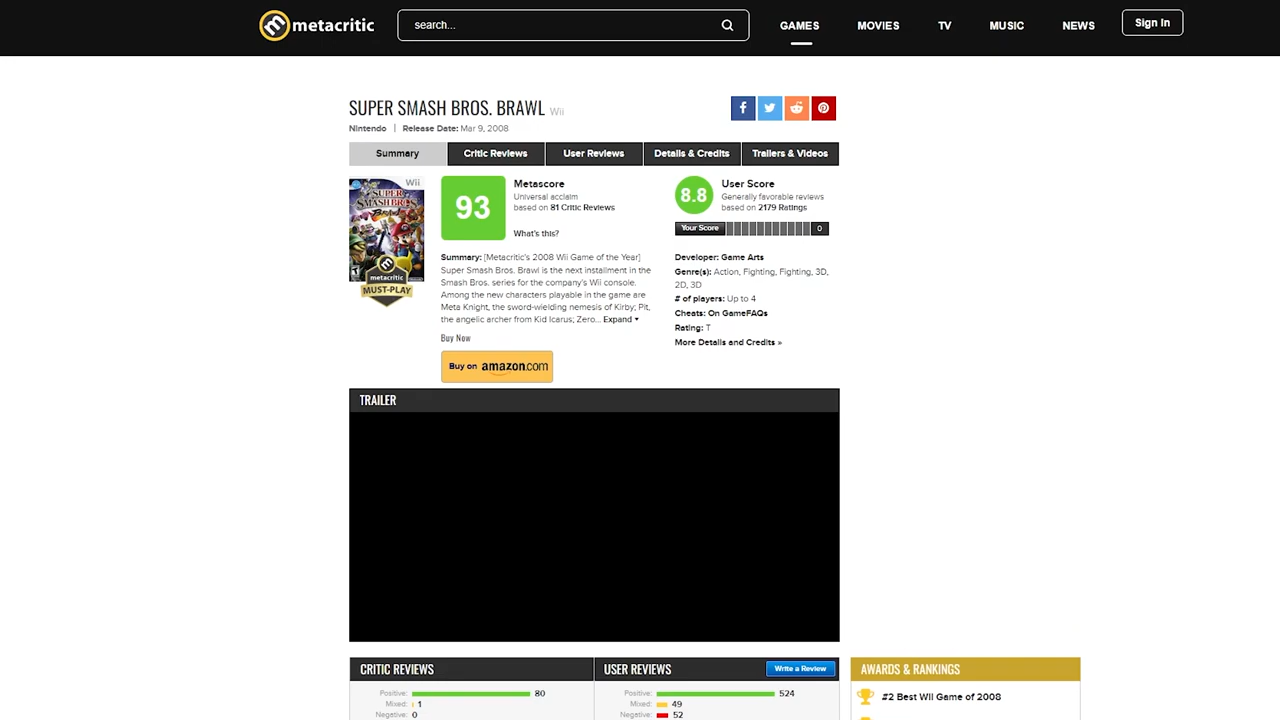 metacritic
search...
GAMES
MOVIES
TV
MUSIC
NEWS
Sign In
SUPER SMASH BROS. BRAWL Wii
Nintendo | Release Date: Mar 9, 2008
Summary
Critic Reviews
User Reviews
Details & Credits
Trailers & Videos
Wii
SUPER
SMASH BROS.
BRAWL
metacritic
MUST-PLAY
93
Metascore
Universal acclaim
based on 81 Critic Reviews
What's this?
Summary: [Metacritic's 2008 Wii Game of the Year]
Super Smash Bros. Brawl is the next installment in the
Smash Bros. series for the company's Wii console.
Among the new characters playable in the game are
Meta Knight, the sword-wielding nemesis of Kirby; Pit,
the angelic archer from Kid Icarus; Zero... Expand
Buy Now
Buy on amazon.com
8.8
User Score
Generally favorable reviews
based on 2179 Ratings
Your Score 0
Developer: Game Arts
Genre(s): Action, Fighting, Fighting, 3D,
2D, 3D
# of players: Up to 4
Cheats: On GameFAQs
Rating: T
More Details and Credits »
TRAILER
CRITIC REVIEWS
Positive: 80
Mixed: 1
Negative: 0
USER REVIEWS
Write a Review
Positive: 524
Mixed: 49
Negative: 52
AWARDS & RANKINGS
#2 Best WII Game of 2008